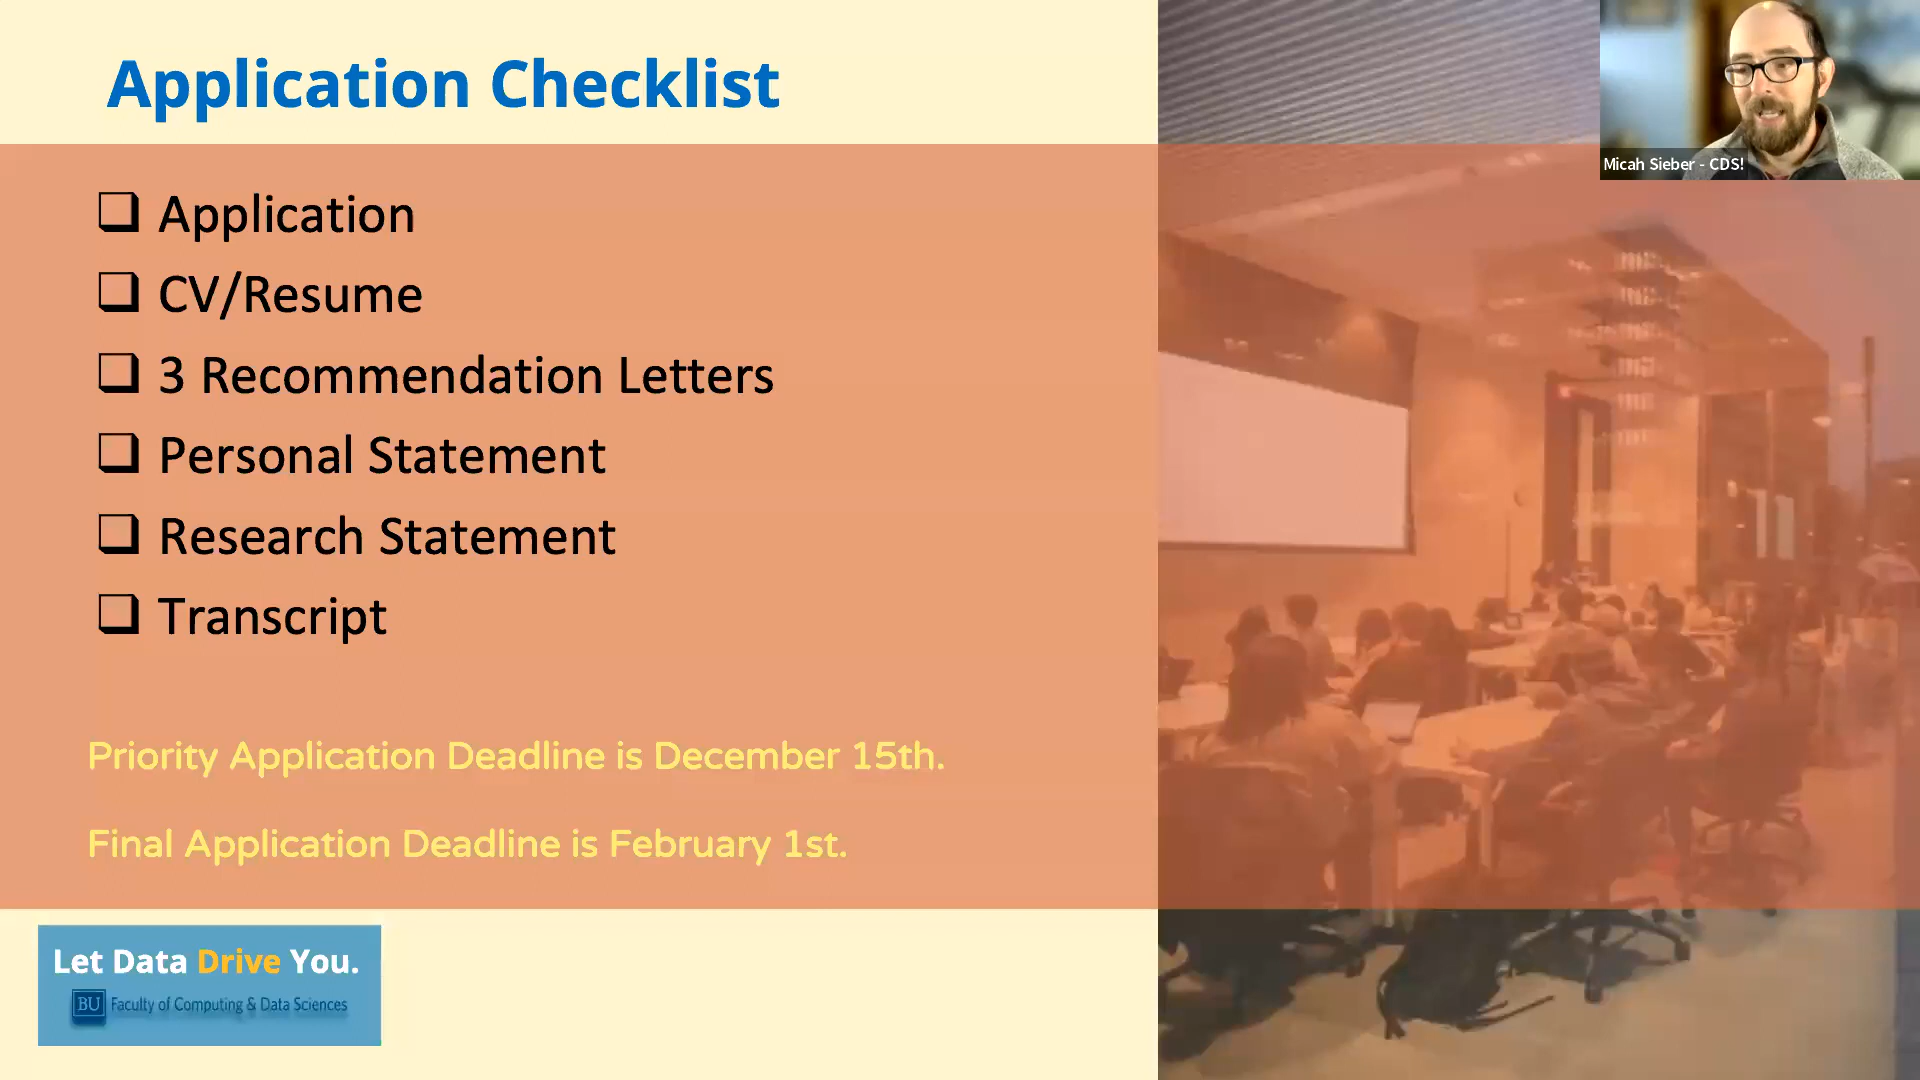 Application Checklist
Micah Sieber - CDS!
❑ Application
❑ CV/Resume
❑ 3 Recommendation Letters
❑ Personal Statement
❑ Research Statement
❑ Transcript
Priority Application Deadline is December 15th.
Final Application Deadline is February 1st.
Let Data Drive You.
BU Faculty of Computing & Data Sciences